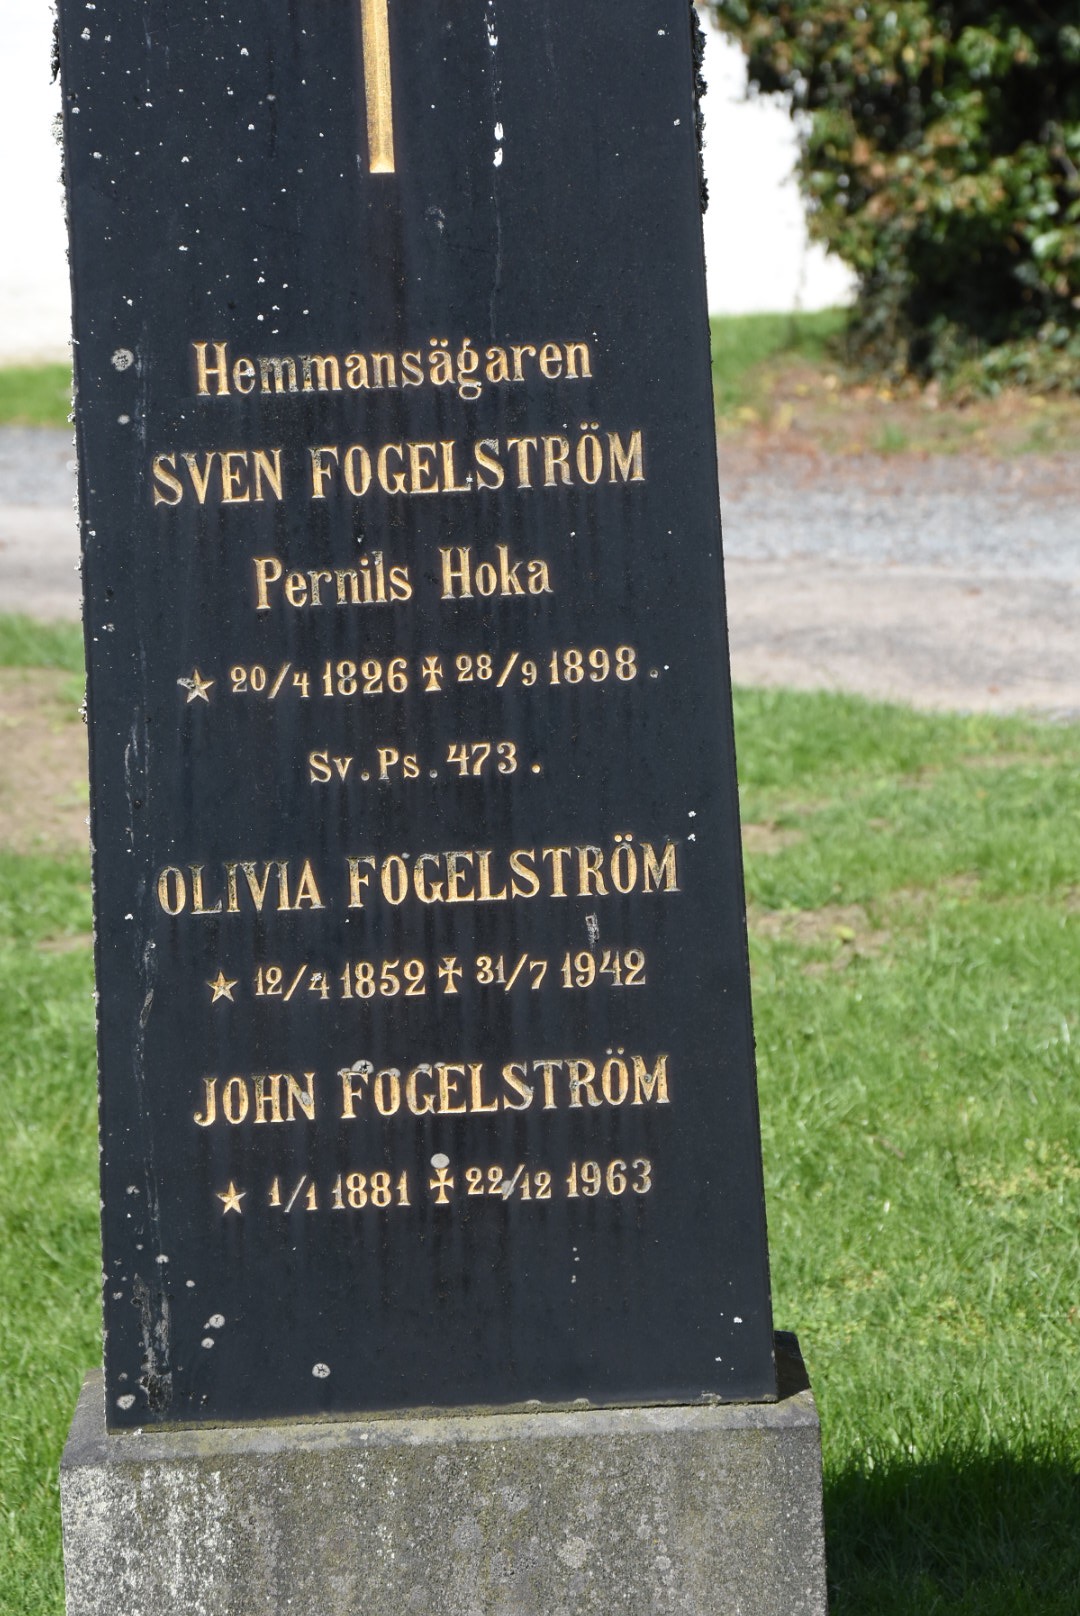 Hemmansägaren
SVEN FOGELSTRÖM
Pernils Hoka
★ 20/4 1826 ✠ 28/9 1898.
Sv. Ps. 473.
OLIVIA FOGELSTRÖM
★ 12/4 1852 ✠ 31/7 1942
JOHN FOGELSTRÖM
★ 1/1 1881 ✠ 22/12 1963